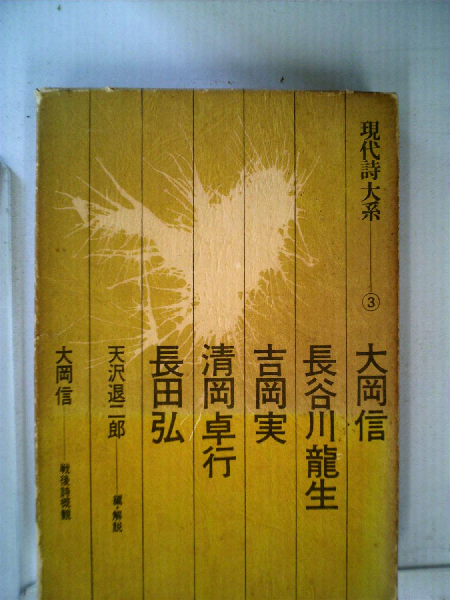 現代詩大系——③
大岡信
長谷川龍生
吉岡実
清岡卓行
長田弘
天沢退二郎——編・解説
大岡信——戦後詩概観